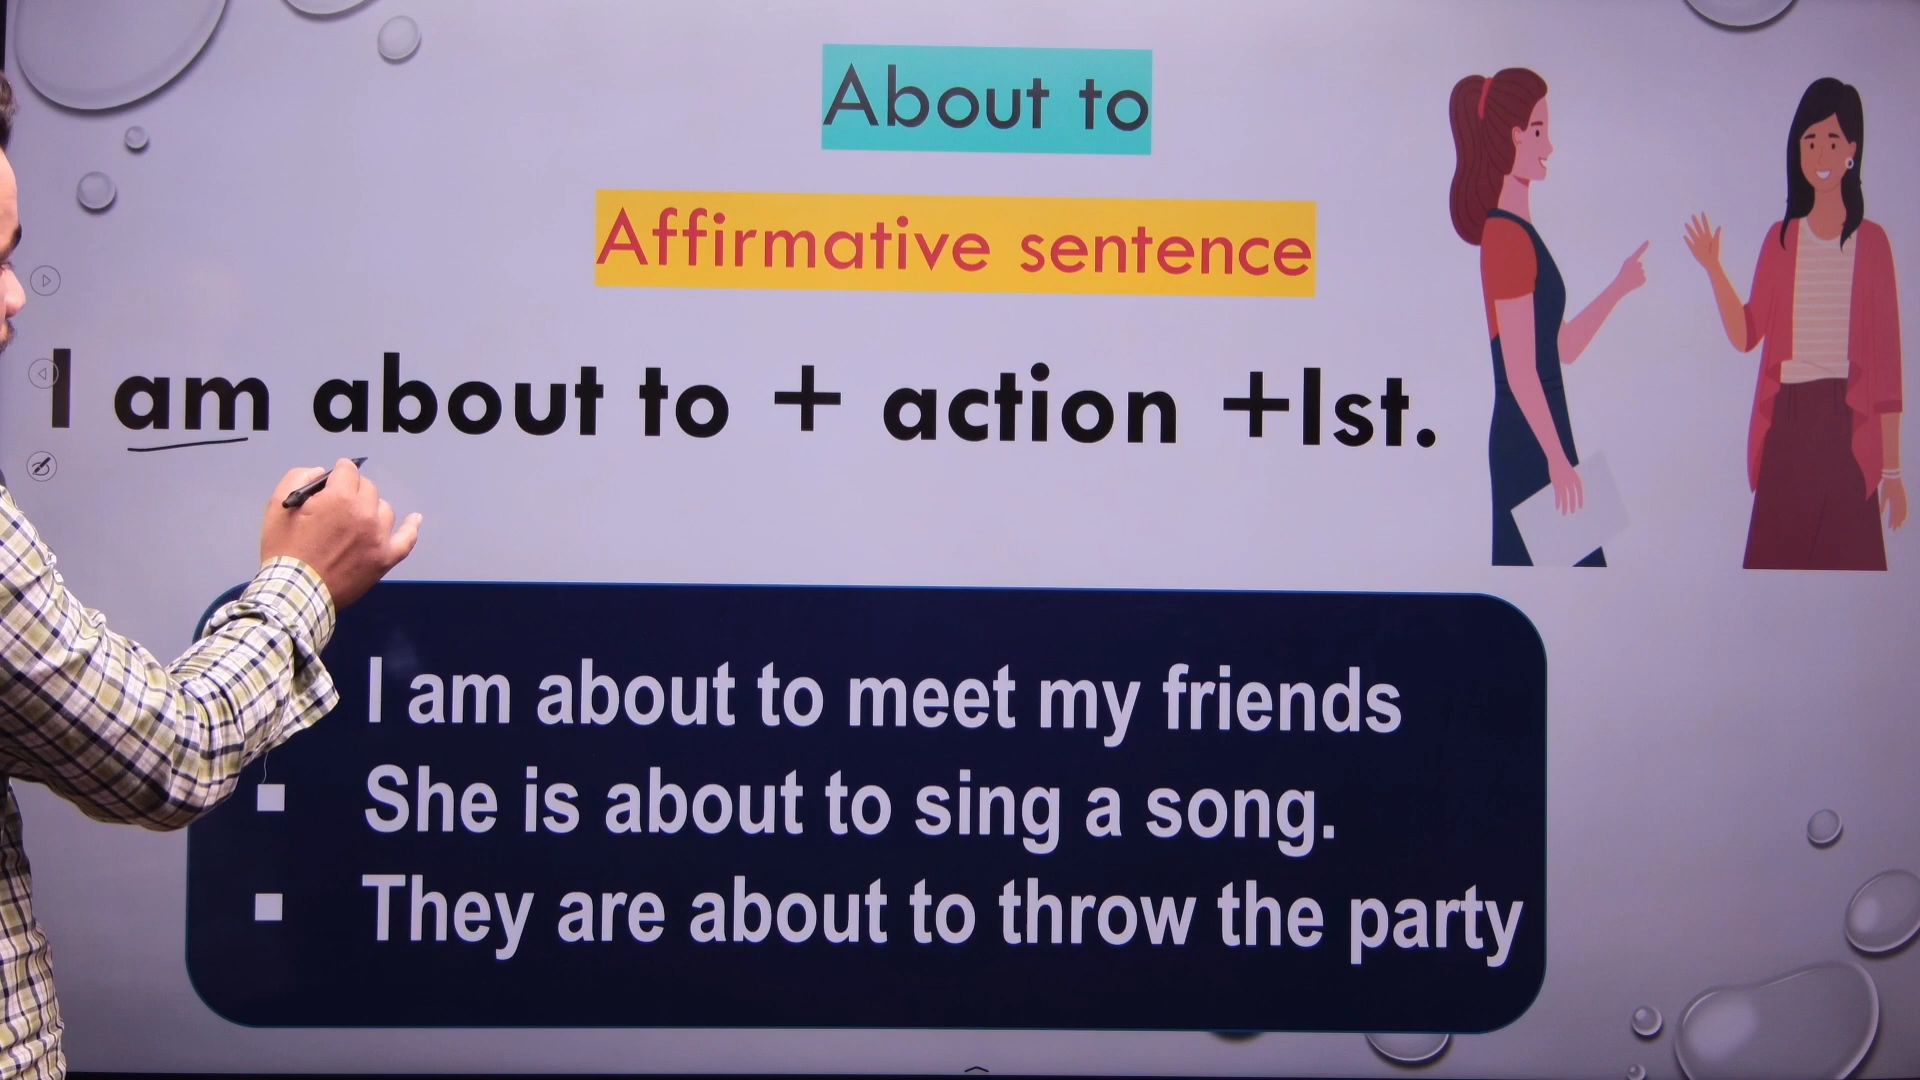 About to
Affirmative sentence
I am about to + action +Ist.
I am about to meet my friends
▪ She is about to sing a song.
▪ They are about to throw the party